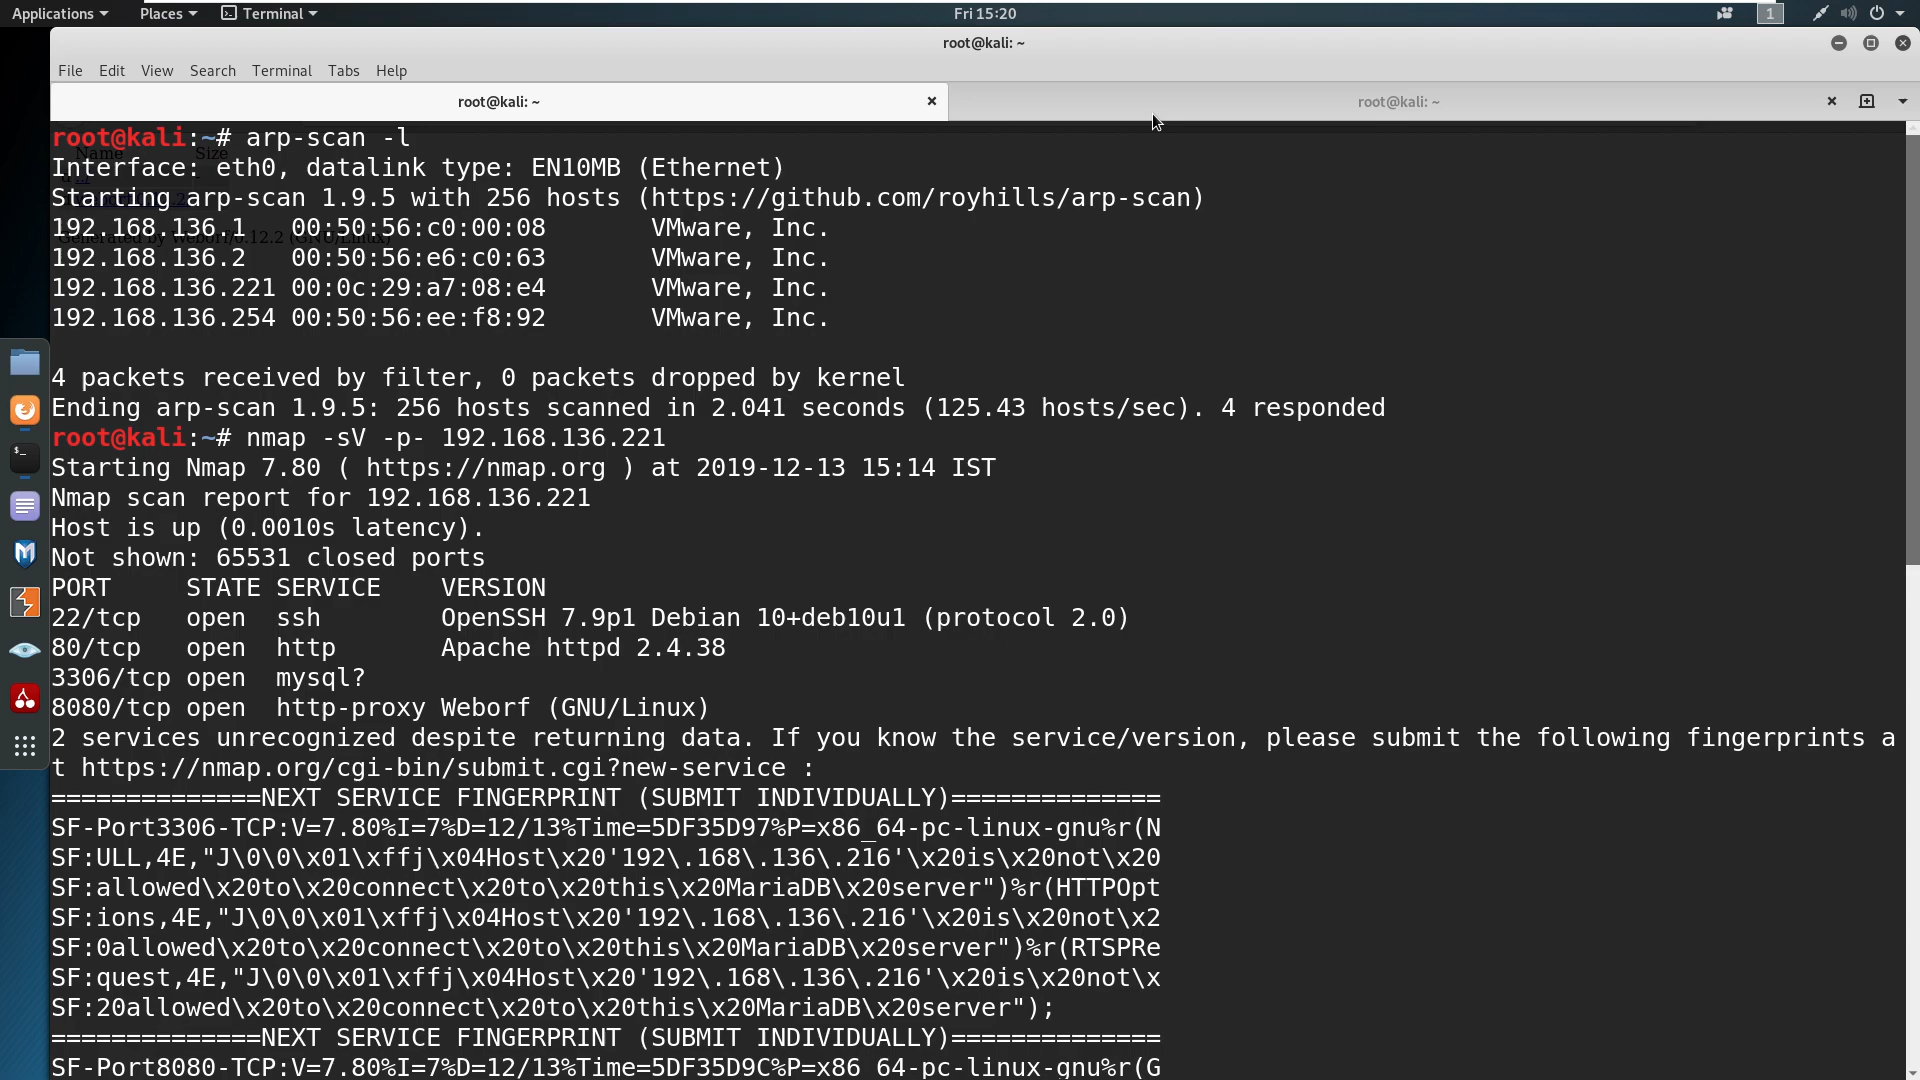 Applications Places Terminal Fri 15:20 1
root@kali: ~
File Edit View Search Terminal Tabs Help
root@kali: ~ root@kali: ~
root@kali:~# arp-scan -l
Name Size
Interface: eth0, datalink type: EN10MB (Ethernet)
Starting arp-scan 1.9.5 with 256 hosts (https://github.com/royhills/arp-scan)
192.168.136.1 00:50:56:c0:00:08 VMware, Inc.
Generated by Weborf/0.12.2 (GNU/Linux)
192.168.136.2 00:50:56:e6:c0:63 VMware, Inc.
192.168.136.221 00:0c:29:a7:08:e4 VMware, Inc.
192.168.136.254 00:50:56:ee:f8:92 VMware, Inc.
4 packets received by filter, 0 packets dropped by kernel
Ending arp-scan 1.9.5: 256 hosts scanned in 2.041 seconds (125.43 hosts/sec). 4 responded
root@kali:~# nmap -sV -p- 192.168.136.221
Starting Nmap 7.80 ( https://nmap.org ) at 2019-12-13 15:14 IST
Nmap scan report for 192.168.136.221
Host is up (0.0010s latency).
Not shown: 65531 closed ports
PORT STATE SERVICE VERSION
22/tcp open ssh OpenSSH 7.9p1 Debian 10+deb10u1 (protocol 2.0)
80/tcp open http Apache httpd 2.4.38
3306/tcp open mysql?
8080/tcp open http-proxy Weborf (GNU/Linux)
2 services unrecognized despite returning data. If you know the service/version, please submit the following fingerprints a
t https://nmap.org/cgi-bin/submit.cgi?new-service :
==============NEXT SERVICE FINGERPRINT (SUBMIT INDIVIDUALLY)==============
SF-Port3306-TCP:V=7.80%I=7%D=12/13%Time=5DF35D97%P=x86_64-pc-linux-gnu%r(N
SF:ULL,4E,"J\0\0\x01\xffj\x04Host\x20'192\.168\.136\.216'\x20is\x20not\x20
SF:allowed\x20to\x20connect\x20to\x20this\x20MariaDB\x20server")%r(HTTPOpt
SF:ions,4E,"J\0\0\x01\xffj\x04Host\x20'192\.168\.136\.216'\x20is\x20not\x2
SF:0allowed\x20to\x20connect\x20to\x20this\x20MariaDB\x20server")%r(RTSPRe
SF:quest,4E,"J\0\0\x01\xffj\x04Host\x20'192\.168\.136\.216'\x20is\x20not\x
SF:20allowed\x20to\x20connect\x20to\x20this\x20MariaDB\x20server");
==============NEXT SERVICE FINGERPRINT (SUBMIT INDIVIDUALLY)==============
SF-Port8080-TCP:V=7.80%I=7%D=12/13%Time=5DF35D9C%P=x86_64-pc-linux-gnu%r(G